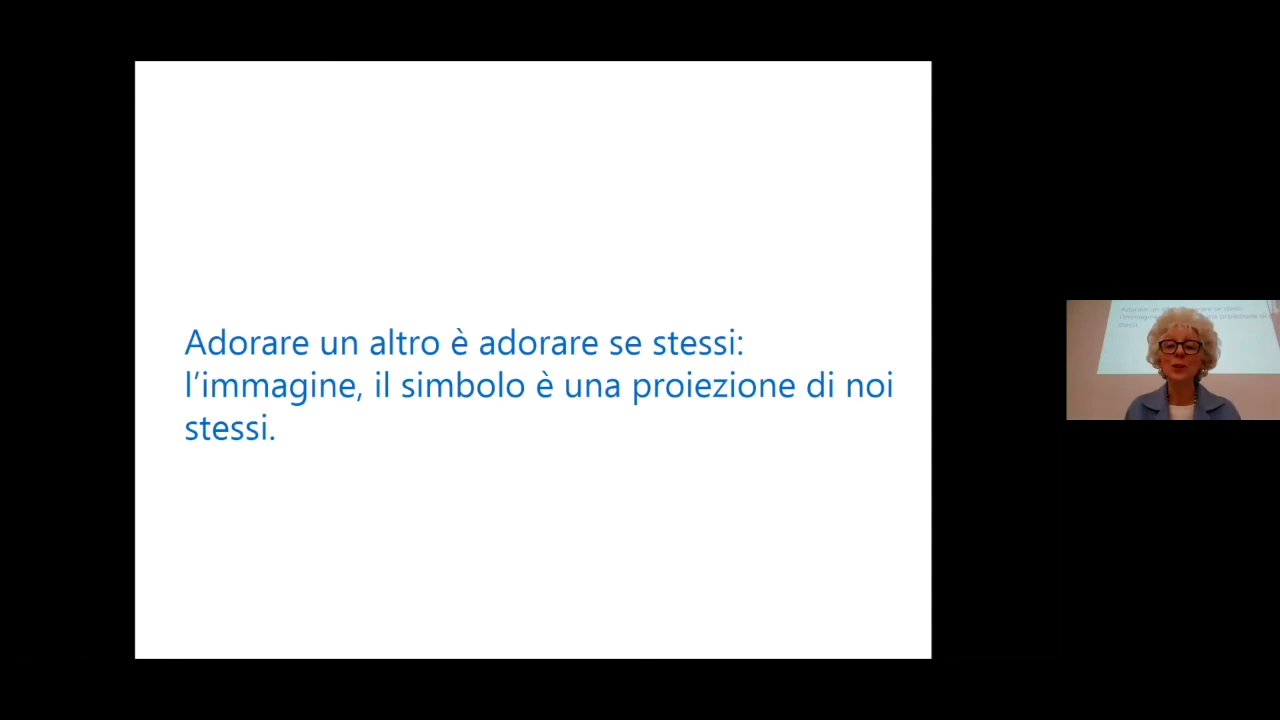 Adorare un altro è adorare se stessi:
l’immagine, il simbolo è una proiezione di noi
stessi.